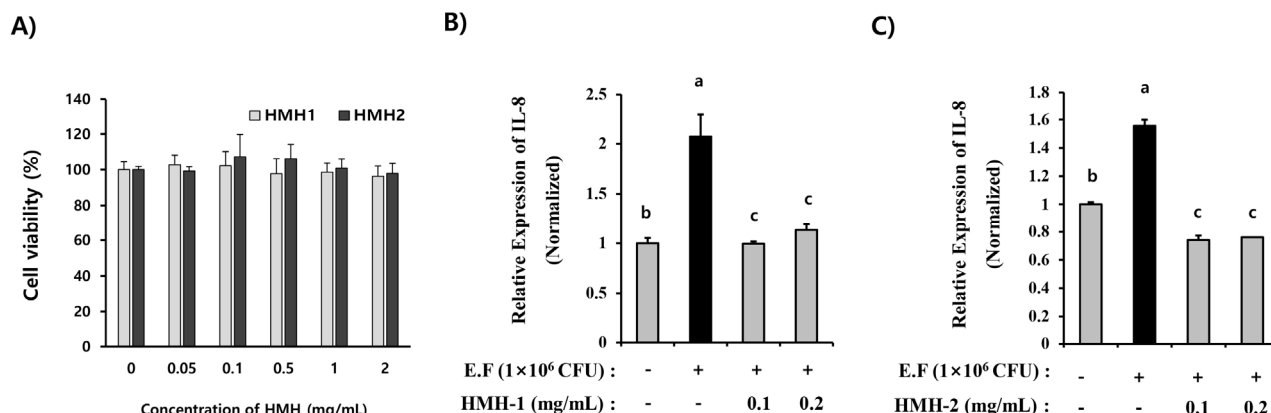 A)
140
120
100
80
60
40
20
0
Cell viability (%)
HMH1 HMH2
0 0.05 0.1 0.5 1 2
Concentration of HMH (mg/mL)
B)
Relative Expression of IL-8
(Normalized)
2.5
2
1.5
1
0.5
0
b a c c
E.F (1×10⁶ CFU) : - + + +
HMH-1 (mg/mL) : - - 0.1 0.2
C)
Relative Expression of IL-8
(Normalized)
1.8
1.6
1.4
1.2
1
0.8
0.6
0.4
0.2
0
b a c c
E.F (1×10⁶ CFU) : - + + +
HMH-2 (mg/mL) : - - 0.1 0.2